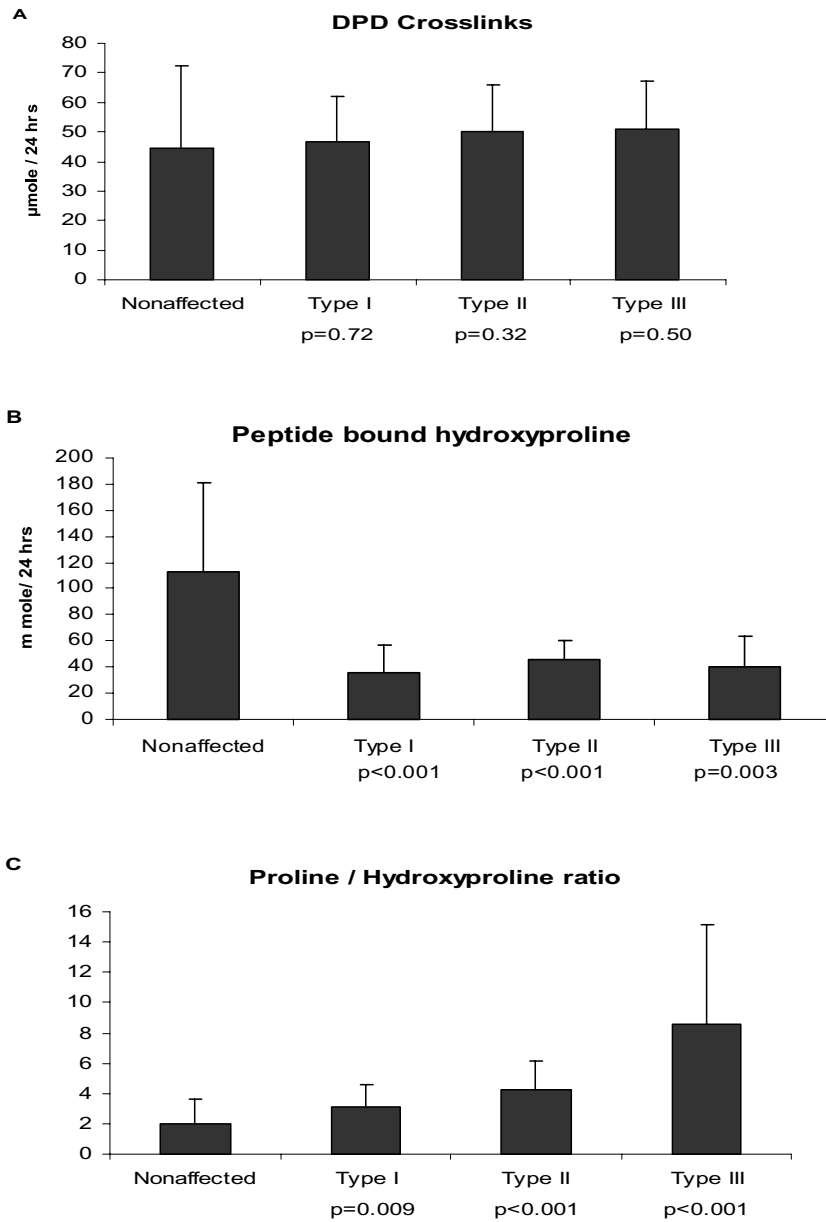 A
DPD Crosslinks
80
70
60
50
40
30
20
10
0
µmole / 24 hr s
Nonaffected Type I Type II Type III
p=0.72 p=0.32 p=0.50
B
Peptide bound hydroxyproline
200
180
160
140
120
100
80
60
40
20
0
m mole/ 24 hrs
Nonaffected Type I Type II Type III
p<0.001 p<0.001 p=0.003
C
Proline / Hydroxyproline ratio
16
14
12
10
8
6
4
2
0
Nonaffected Type I Type II Type III
p=0.009 p<0.001 p<0.001